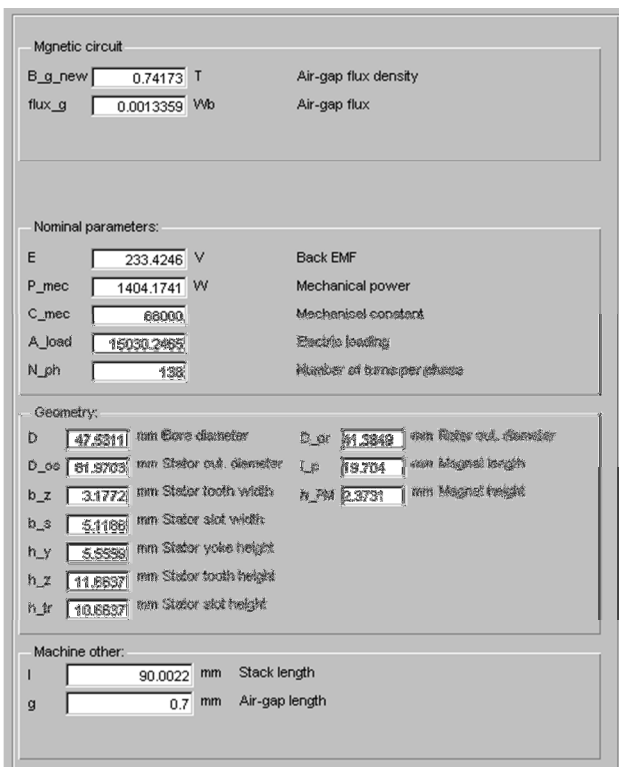 Mgnetic circuit
B_g_new 0.74173 T Air-gap flux density
flux_g 0.0013359 Wb Air-gap flux
Nominal parameters:
E 233.4246 V Back EMF
P_mec 1404.1741 W Mechanical power
C_mec 68000 Mechanical constant
A_load 15030.2465 Electric loading
N_ph 138 Number of turns per phase
Geometry:
D 47.5311 mm Bore diameter D_or 41.3849 mm Rotor out. diameter
D_os 81.9703 mm Stator out. diameter l_p 19.704 mm Magnet length
b_z 3.1772 mm Stator tooth width h_PM 2.3731 mm Magnet height
b_s mm Stator slot width
h_y 5.5559 mm Stator yoke height
h_z 11.6637 mm Stator tooth height
h_tr 10.6637 mm Stator slot height
Machine other:
l 90.0022 mm Stack length
g 0.7 mm Air-gap length